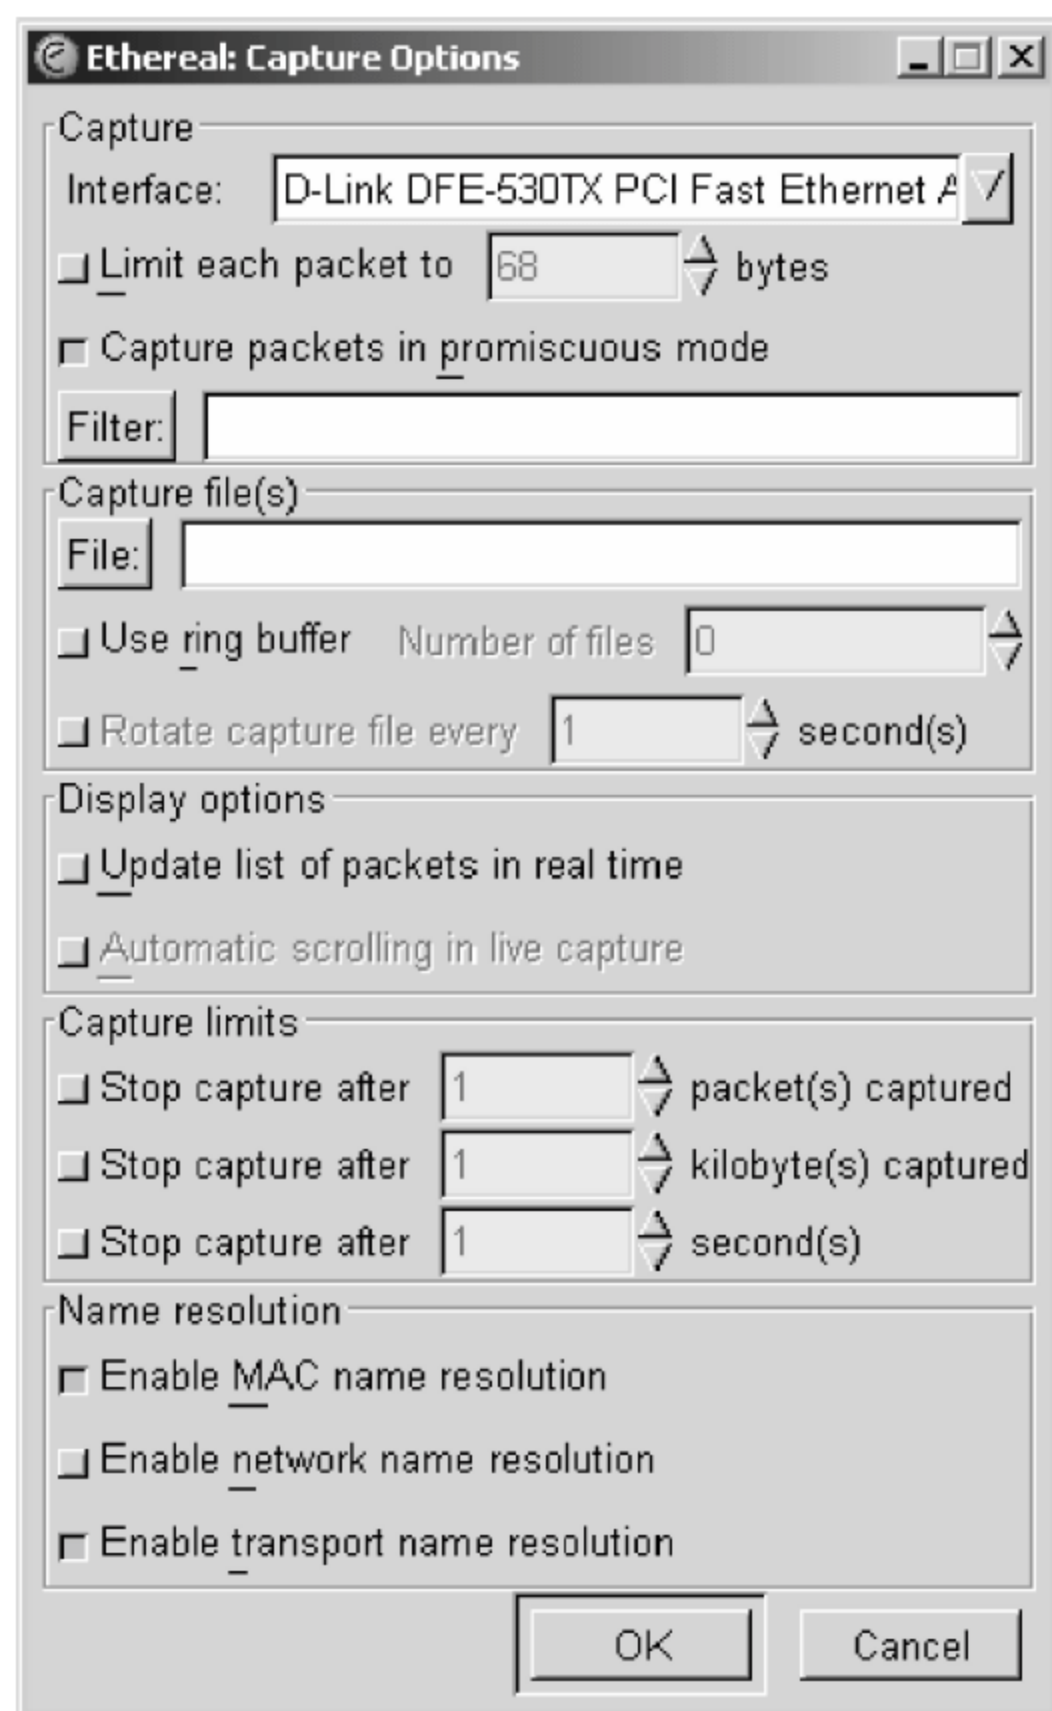 Ethereal: Capture Options
Capture
Interface: D-Link DFE-530TX PCI Fast Ethernet A
Limit each packet to 68 bytes
Capture packets in promiscuous mode
Filter:
Capture file(s)
File:
Use ring buffer Number of files 0
Rotate capture file every 1 second(s)
Display options
Update list of packets in real time
Automatic scrolling in live capture
Capture limits
Stop capture after 1 packet(s) captured
Stop capture after 1 kilobyte(s) captured
Stop capture after 1 second(s)
Name resolution
Enable MAC name resolution
Enable network name resolution
Enable transport name resolution
OK Cancel